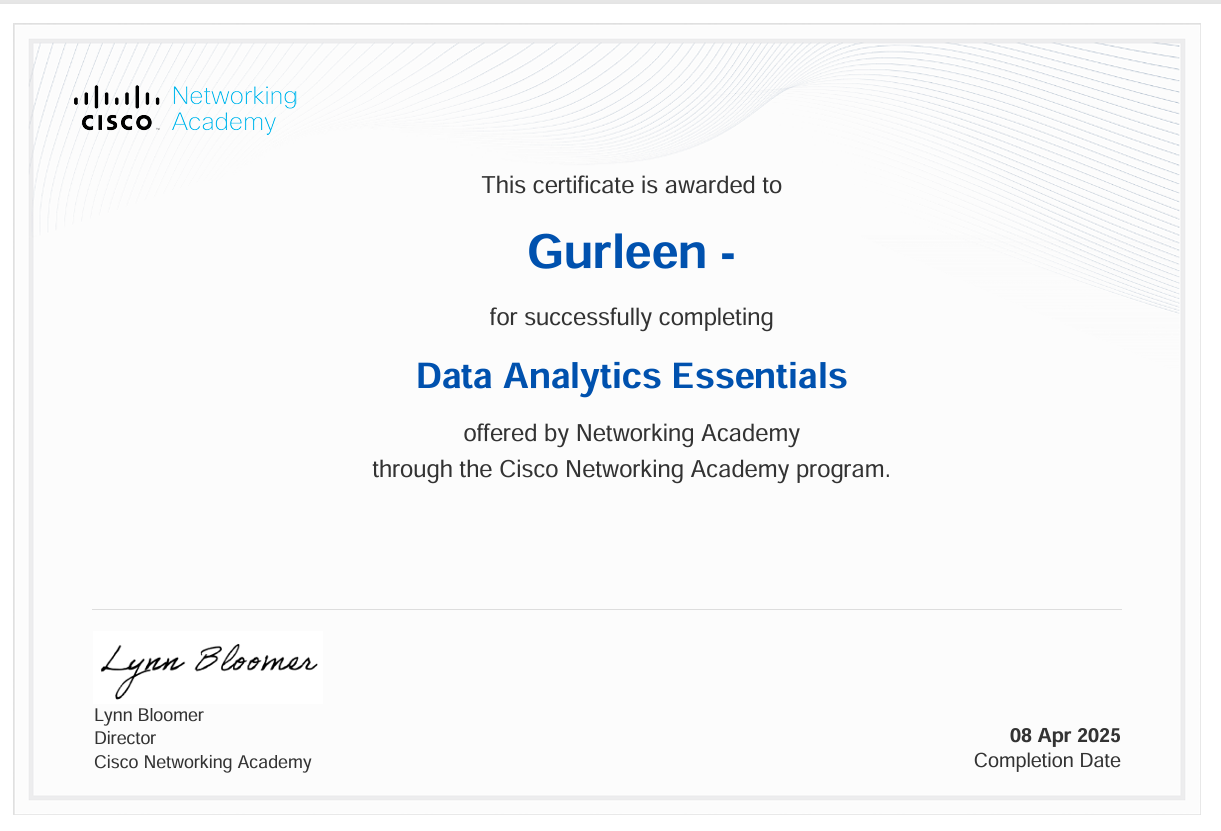 Networking
CISCO Academy
This certificate is awarded to
Gurleen -
for successfully completing
Data Analytics Essentials
offered by Networking Academy
through the Cisco Networking Academy program.
Lynn Bloomer
Lynn Bloomer
Director
Cisco Networking Academy
08 Apr 2025
Completion Date